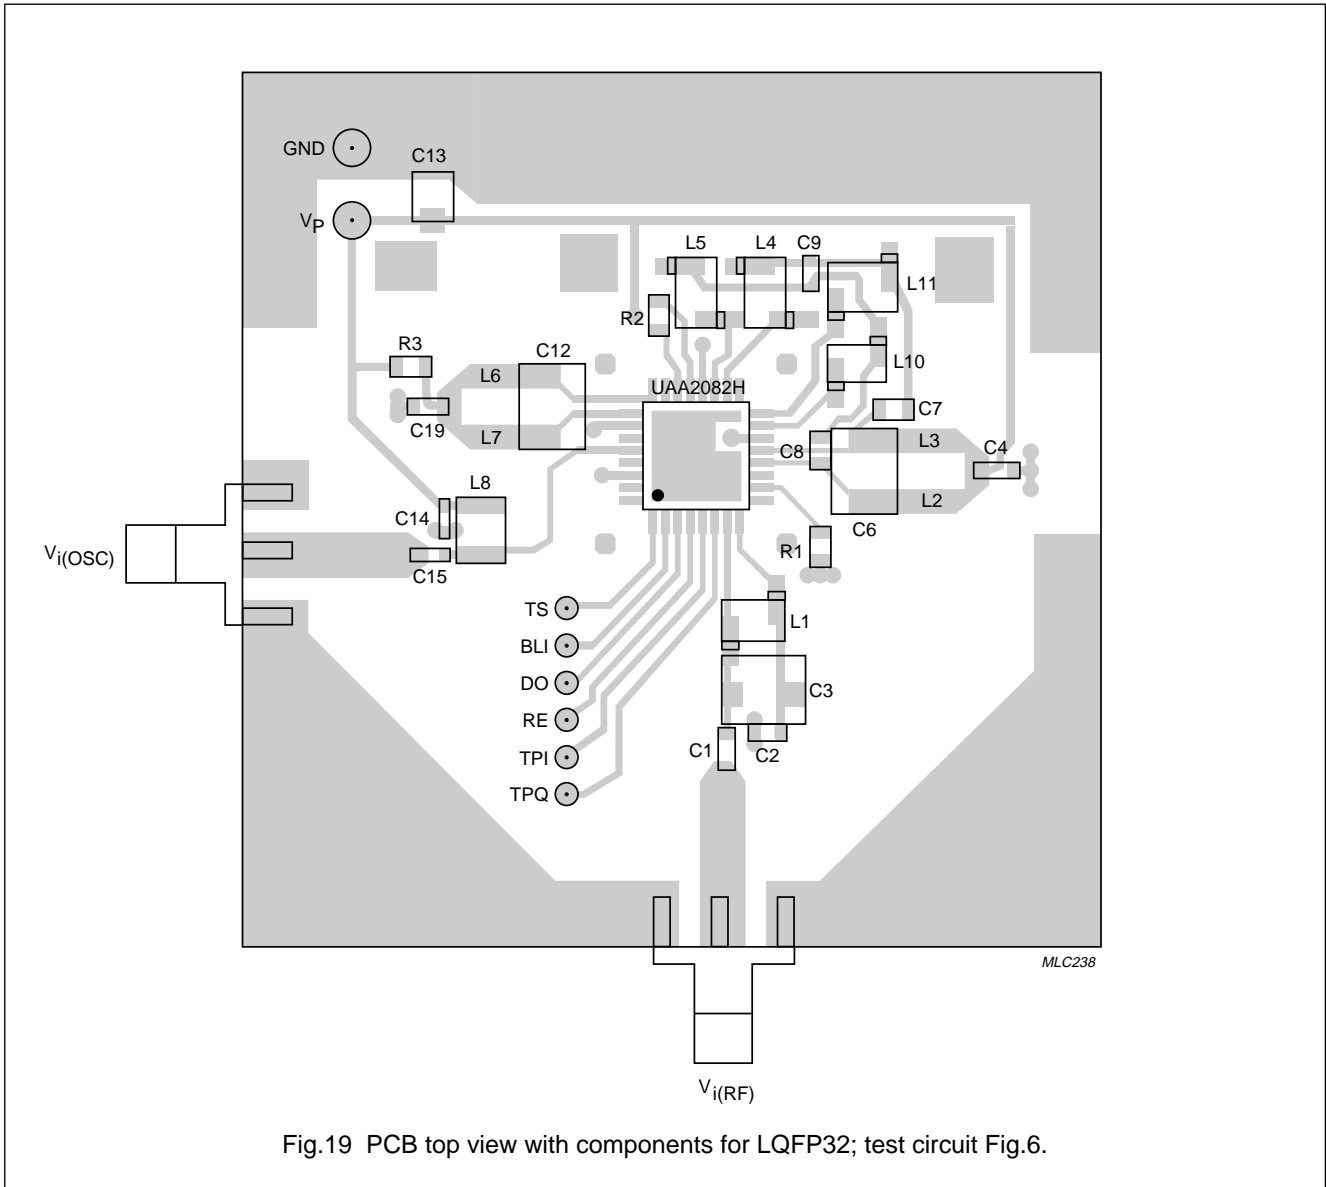 GND
C13
VP
L5
L4
C9
L11
R2
R3
C12
L10
L6
UAA2082H
C7
C19
L7
C8
L3
C4
L8
L2
C14
C6
R1
Vi(OSC)
C15
TS
L1
BLI
DO
C3
RE
C1
C2
TPI
TPQ
MLC238
Vi(RF)
Fig.19 PCB top view with components for LQFP32; test circuit Fig.6.